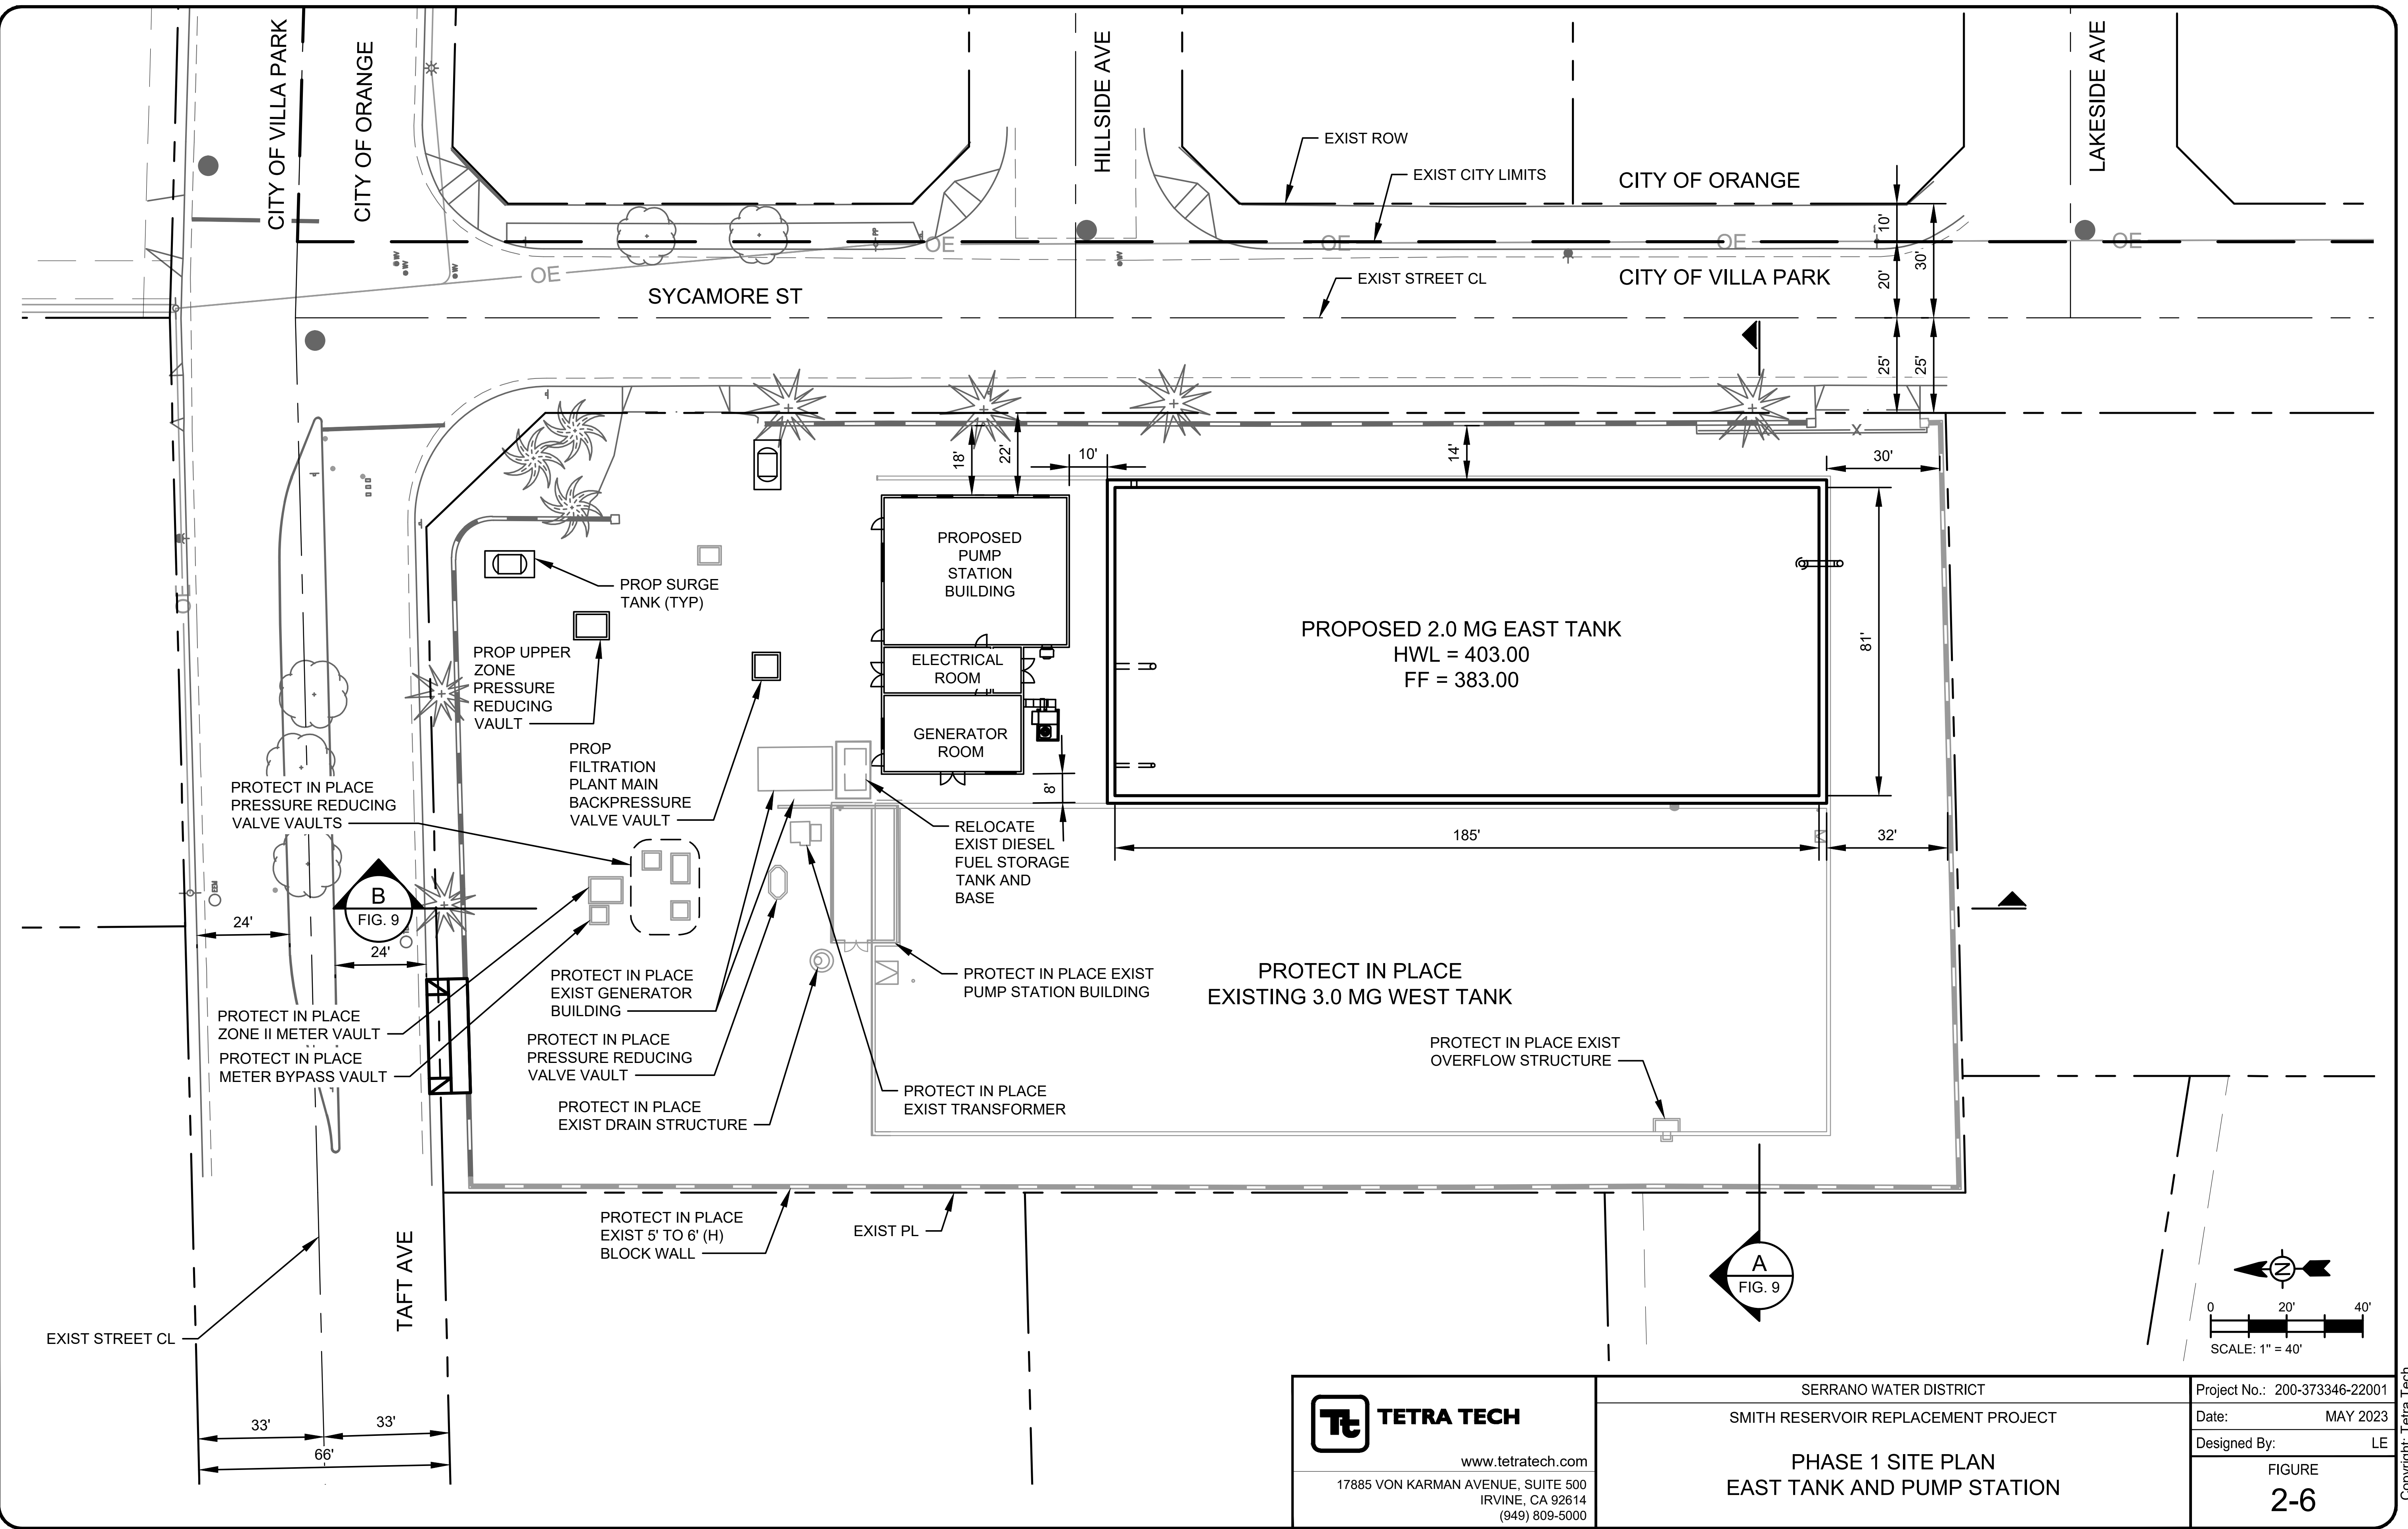 CITY OF VILLA PARK
CITY OF ORANGE
HILLSIDE AVE
LAKESIDE AVE
EXIST ROW
EXIST CITY LIMITS
CITY OF ORANGE
10'
30'
PP
OE
OE
OE
OE
OE
WV
WV
WV
WV
EXIST STREET CL
CITY OF VILLA PARK
20'
SYCAMORE ST
25'
25'
18'
22'
10'
14'
X
30'
PROPOSED
PUMP
STATION
BUILDING
PROP SURGE
TANK (TYP)
OE
PROPOSED 2.0 MG EAST TANK
HWL = 403.00
FF = 383.00
81'
PROP UPPER
ZONE
PRESSURE
REDUCING
VAULT
ELECTRICAL
ROOM
GENERATOR
ROOM
PROP
FILTRATION
PLANT MAIN
BACKPRESSURE
VALVE VAULT
8'
PROTECT IN PLACE
PRESSURE REDUCING
VALVE VAULTS
RELOCATE
EXIST DIESEL
FUEL STORAGE
TANK AND
BASE
185'
32'
B
FIG. 9
24'
24'
PROTECT IN PLACE
EXIST GENERATOR
BUILDING
PROTECT IN PLACE EXIST
PUMP STATION BUILDING
PROTECT IN PLACE
EXISTING 3.0 MG WEST TANK
PROTECT IN PLACE
ZONE II METER VAULT
PROTECT IN PLACE
METER BYPASS VAULT
PROTECT IN PLACE
PRESSURE REDUCING
VALVE VAULT
PROTECT IN PLACE EXIST
OVERFLOW STRUCTURE
PROTECT IN PLACE
EXIST TRANSFORMER
PROTECT IN PLACE
EXIST DRAIN STRUCTURE
PROTECT IN PLACE
EXIST 5' TO 6' (H)
BLOCK WALL
EXIST PL
TAFT AVE
A
FIG. 9
N
0 20' 40'
SCALE: 1" = 40'
EXIST STREET CL
33'
33'
66'
Tt TETRA TECH
www.tetratech.com
17885 VON KARMAN AVENUE, SUITE 500
IRVINE, CA 92614
(949) 809-5000
SERRANO WATER DISTRICT
SMITH RESERVOIR REPLACEMENT PROJECT
PHASE 1 SITE PLAN
EAST TANK AND PUMP STATION
Project No.: 200-373346-22001
Date: MAY 2023
Designed By: LE
FIGURE
2-6
Copyright: Tetra Tech